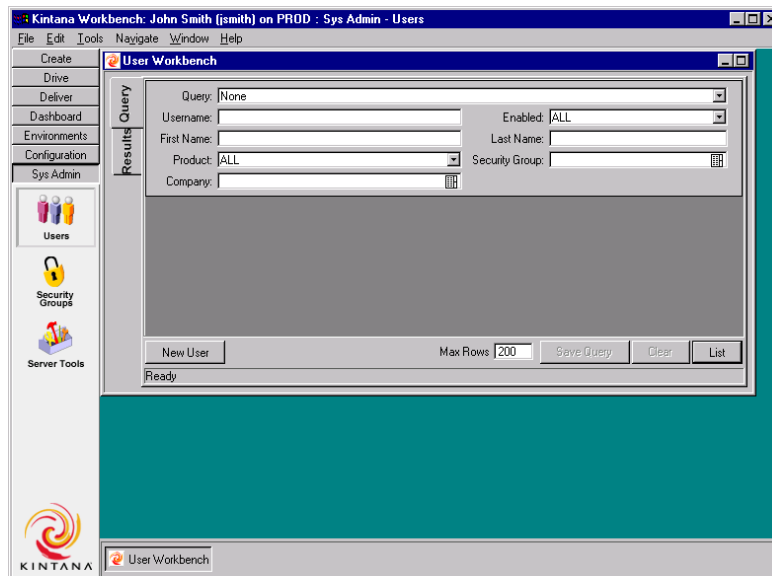 Kintana Workbench: John Smith (jsmith) on PROD : Sys Admin - Users
File Edit Tools Navigate Window Help
Create
Drive
Deliver
Dashboard
Environments
Configuration
Sys Admin
Users
Security
Groups
Server Tools
KINTANA
User Workbench
Query
Results
Query: None
Username: Enabled: ALL
First Name: Last Name:
Product: ALL Security Group:
Company:
New User Max Rows 200 Save Query Clear List
Ready
User Workbench